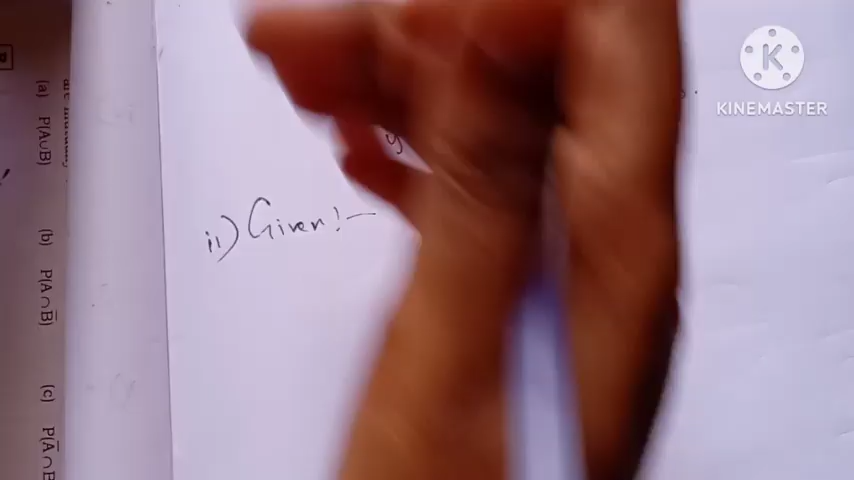 (a) P(A∪B)
(b) P(A∩B̅)
(c) P(A̅∩B
ii) Given:-
KINEMASTER